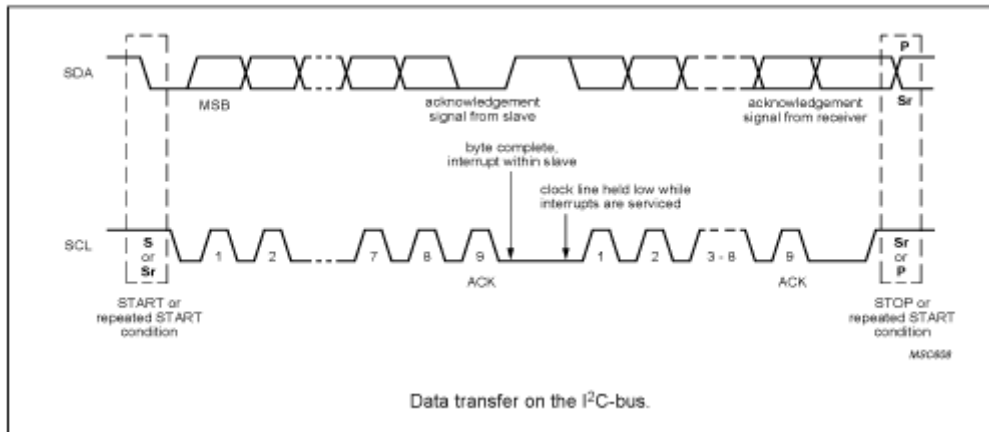 P
SDA
MSB
acknowledgement
signal from slave
acknowledgement
signal from receiver
Sr
byte complete,
interrupt within slave
clock line held low while
interrupts are serviced
SCL
S
or
Sr
1
2
7
8
9
1
2
3 - 8
9
Sr
or
P
ACK
ACK
START or
repeated START
condition
STOP or
repeated START
condition
MSC608
Data transfer on the I²C-bus.